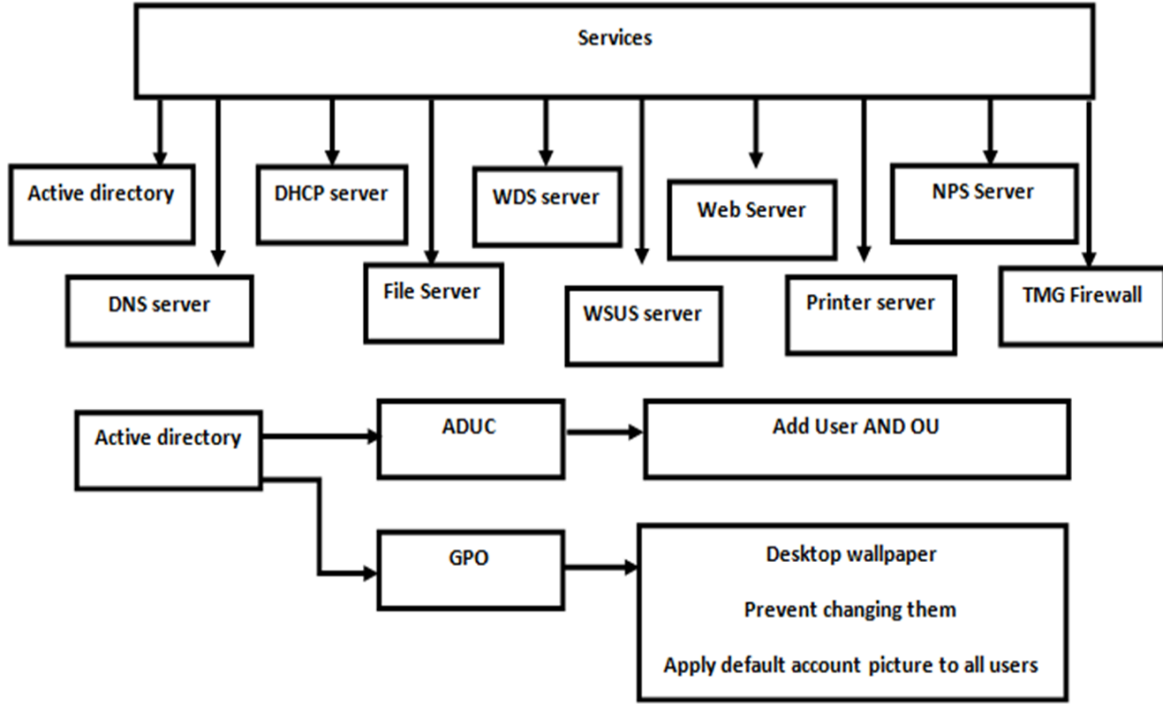 Services
Active directory
DHCP server
WDS server
Web Server
NPS Server
DNS server
File Server
WSUS server
Printer server
TMG Firewall
Active directory
ADUC
Add User AND OU
GPO
Desktop wallpaper
Prevent changing them
Apply default account picture to all users